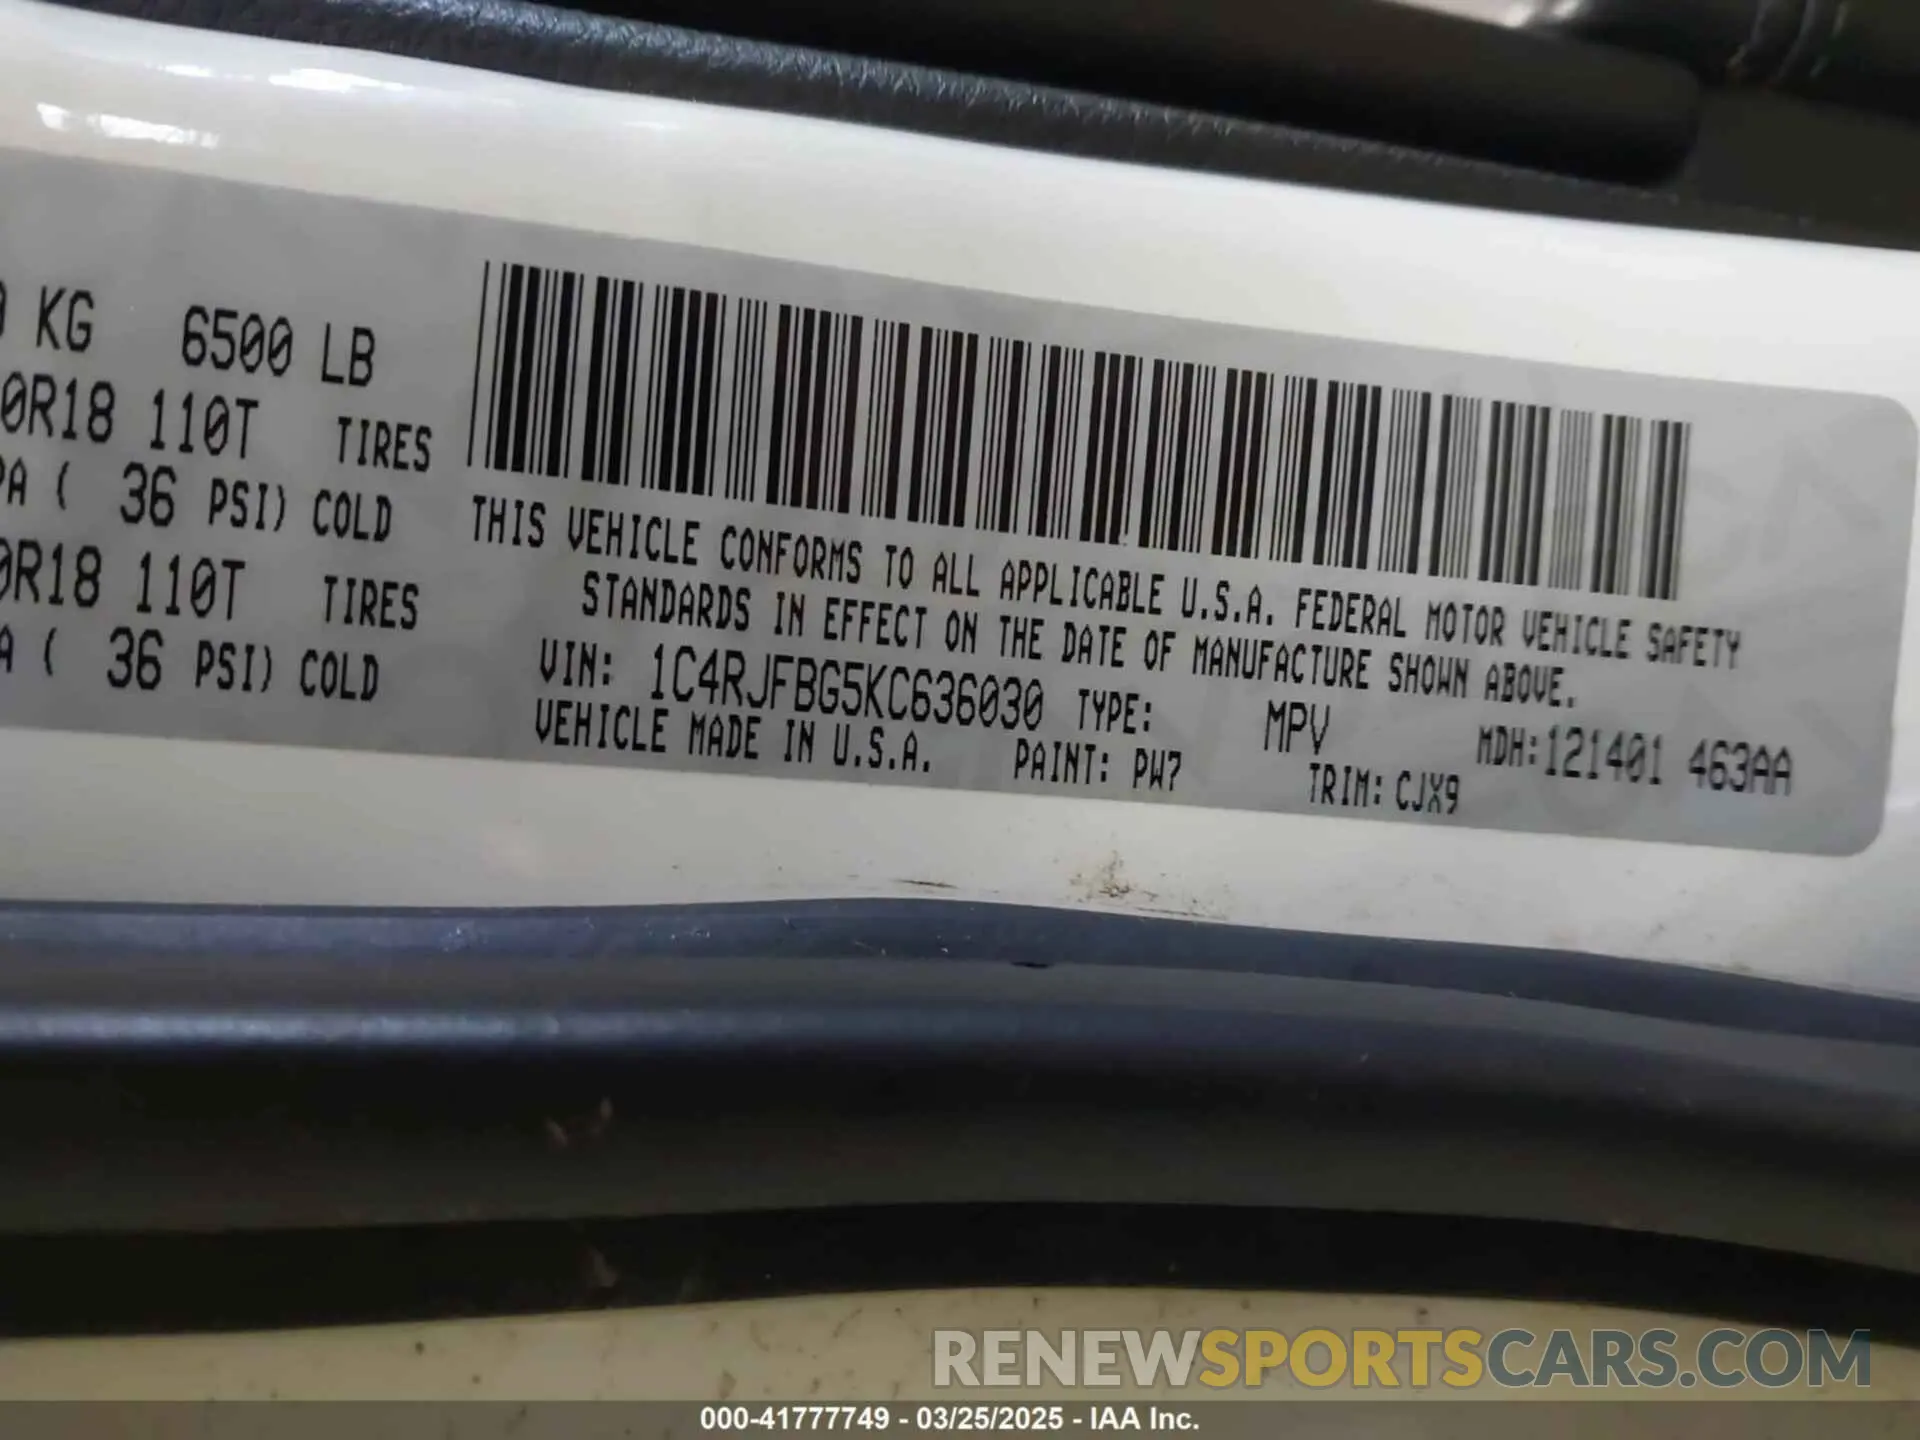 KG 6500 LB
0R18 110T TIRES
PA ( 36 PSI) COLD
0R18 110T TIRES
A ( 36 PSI) COLD
THIS VEHICLE CONFORMS TO ALL APPLICABLE U.S.A. FEDERAL MOTOR VEHICLE SAFETY
STANDARDS IN EFFECT ON THE DATE OF MANUFACTURE SHOWN ABOVE.
VIN: 1C4RJFBG5KC636030 TYPE: MPV MDH:121401 463AA
VEHICLE MADE IN U.S.A. PAINT: PW7 TRIM: CJX9
RENEWSPORTSCARS.COM
000-41777749 - 03/25/2025 - IAA Inc.